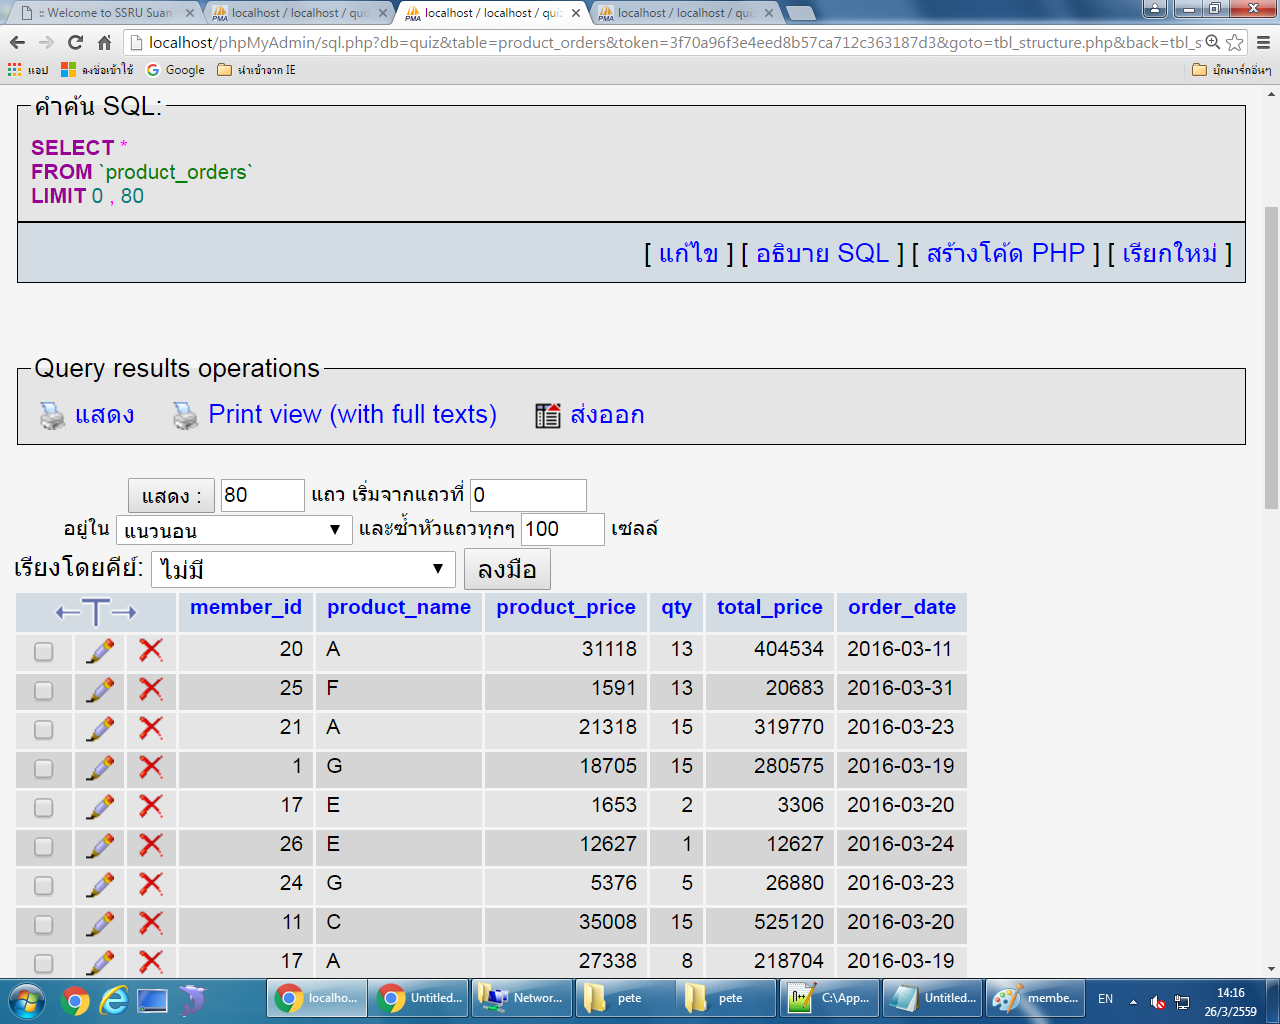 :: Welcome to SSRU Suan
localhost / localhost / qui
localhost / localhost / qui
localhost / localhost / qui
localhost/phpMyAdmin/sql.php?db=quiz&table=product_orders&token=3f70a96f3e4eed8b57ca712c363187d3&goto=tbl_structure.php&back=tbl_s
แอป ลงชื่อเข้าใช้ Google นำเข้าจาก IE บุ๊กมาร์กอื่นๆ
คำค้น SQL:
SELECT *
FROM `product_orders`
LIMIT 0 , 80
[ แก้ไข ] [ อธิบาย SQL ] [ สร้างโค้ด PHP ] [ เรียกใหม่ ]
Query results operations
แสดง Print view (with full texts) ส่งออก
แสดง : 80 แถว เริ่มจากแถวที่ 0
อยู่ใน แนวนอน และซ้ำหัวแถวทุกๆ 100 เซลล์
เรียงโดยคีย์: ไม่มี ลงมือ
←T→ member_id product_name product_price qty total_price order_date
20 A 31118 13 404534 2016-03-11
25 F 1591 13 20683 2016-03-31
21 A 21318 15 319770 2016-03-23
1 G 18705 15 280575 2016-03-19
17 E 1653 2 3306 2016-03-20
26 E 12627 1 12627 2016-03-24
24 G 5376 5 26880 2016-03-23
11 C 35008 15 525120 2016-03-20
17 A 27338 8 218704 2016-03-19
localho... Untitled... Networ... pete pete C:\App... Untitled... membe... EN 14:16
26/3/2559